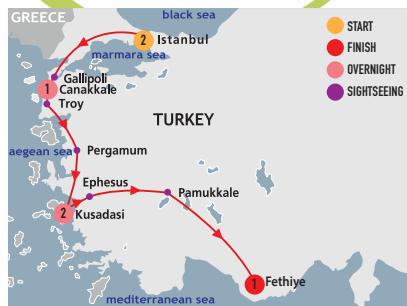 GREECE
black sea
START
2
Istanbul
FINISH
marmara sea
OVERNIGHT
Gallipoli
1
Canakkale
SIGHTSEEING
Troy
TURKEY
aegean sea
Pergamum
Ephesus
Pamukkale
2
Kusadasi
1
Fethiye
mediterranean sea